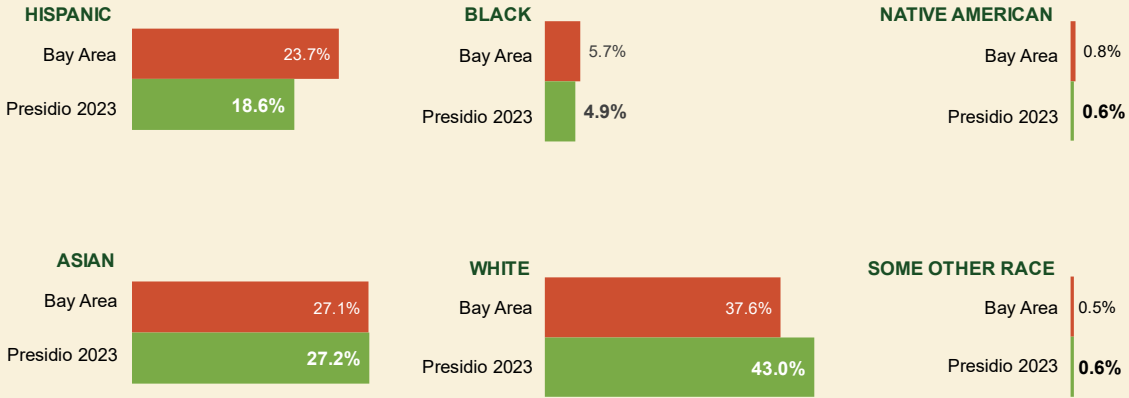 HISPANIC
Bay Area
23.7%
Presidio 2023
18.6%
BLACK
Bay Area
5.7%
Presidio 2023
4.9%
NATIVE AMERICAN
Bay Area
0.8%
Presidio 2023
0.6%
ASIAN
Bay Area
27.1%
Presidio 2023
27.2%
WHITE
Bay Area
37.6%
Presidio 2023
43.0%
SOME OTHER RACE
Bay Area
0.5%
Presidio 2023
0.6%